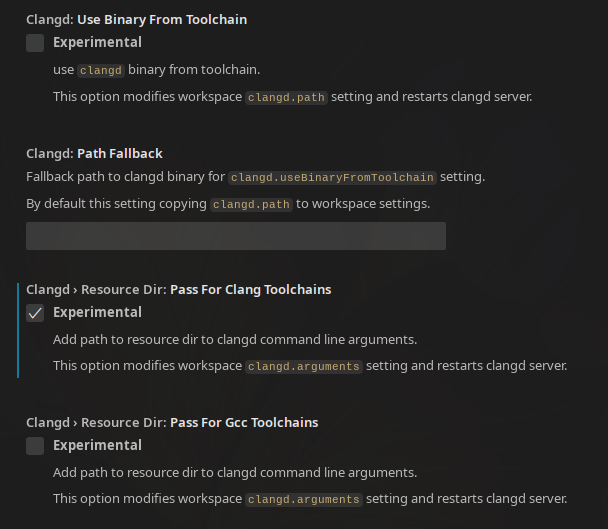 Clangd: Use Binary From Toolchain
Experimental
use clangd binary from toolchain.
This option modifies workspace clangd.path setting and restarts clangd server.
Clangd: Path Fallback
Fallback path to clangd binary for clangd.useBinaryFromToolchain setting.
By default this setting copying clangd.path to workspace settings.
Clangd › Resource Dir: Pass For Clang Toolchains
Experimental
Add path to resource dir to clangd command line arguments.
This option modifies workspace clangd.arguments setting and restarts clangd server.
Clangd › Resource Dir: Pass For Gcc Toolchains
Experimental
Add path to resource dir to clangd command line arguments.
This option modifies workspace clangd.arguments setting and restarts clangd server.